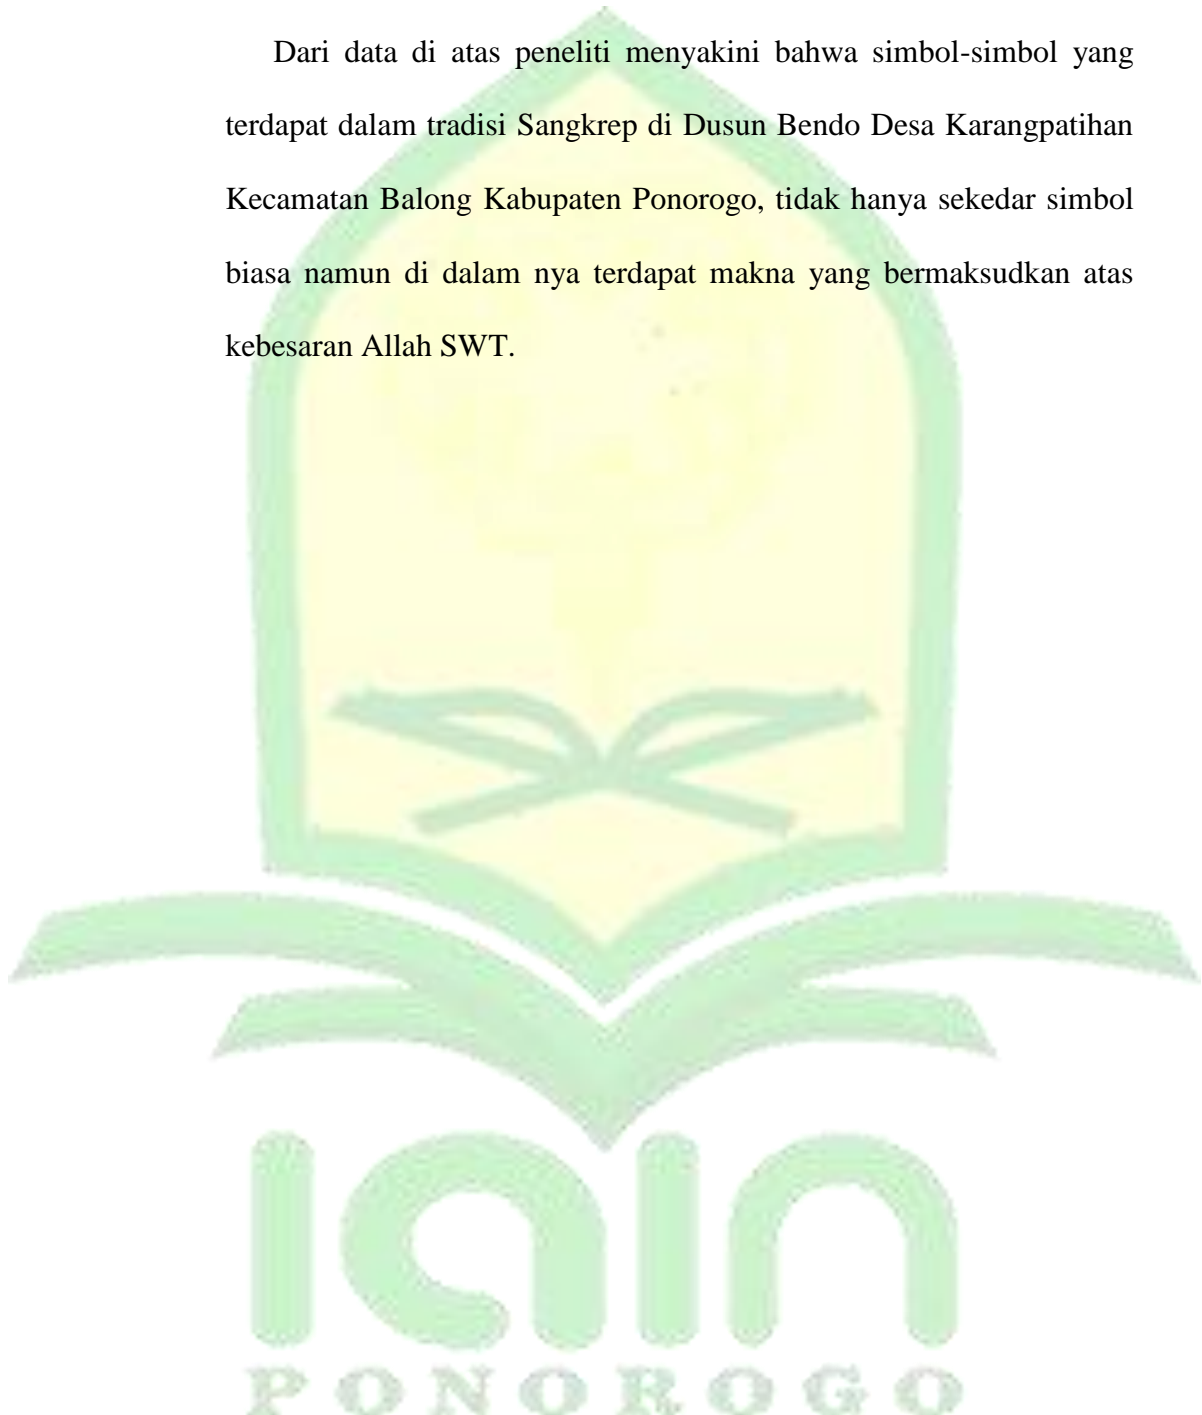 Dari data di atas peneliti menyakini bahwa simbol-simbol yang
terdapat dalam tradisi Sangkrep di Dusun Bendo Desa Karangpatihan
Kecamatan Balong Kabupaten Ponorogo, tidak hanya sekedar simbol
biasa namun di dalam nya terdapat makna yang bermaksudkan atas
kebesaran Allah SWT.
iain
PONOROGO